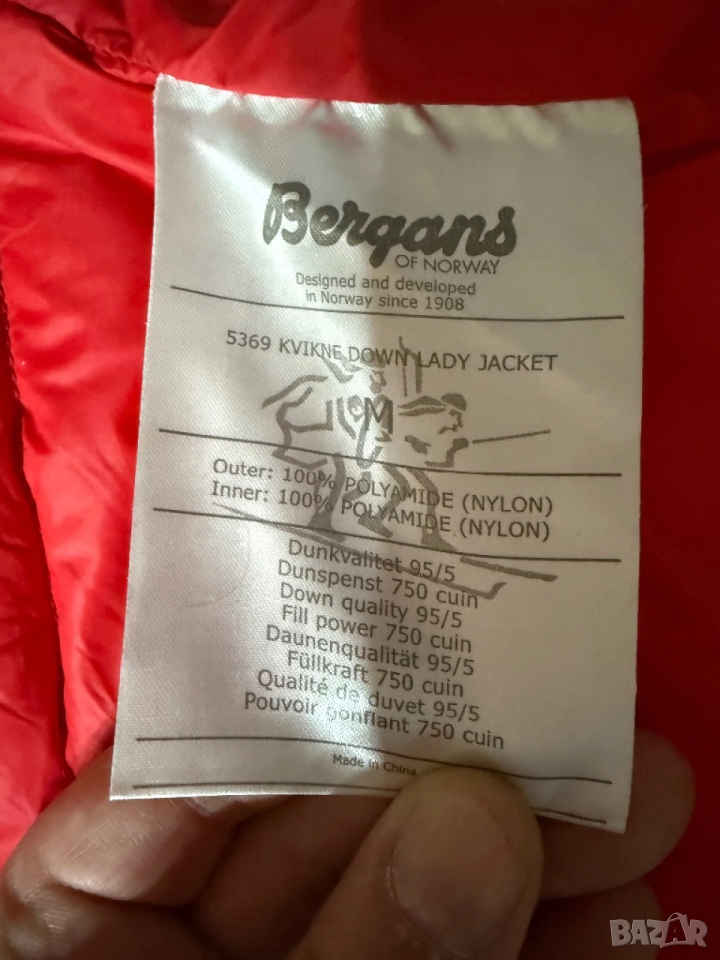 Bergans
OF NORWAY
Designed and developed
in Norway since 1908
5369 KVIKNE DOWN LADY JACKET
M
Outer: 100% POLYAMIDE (NYLON)
Inner: 100% POLYAMIDE (NYLON)
Dunkvalitet 95/5
Dunspenst 750 cuin
Down quality 95/5
Fill power 750 cuin
Daunenqualität 95/5
Füllkraft 750 cuin
Qualité de duvet 95/5
Pouvoir gonflant 750 cuin
Made in China
BAZAR